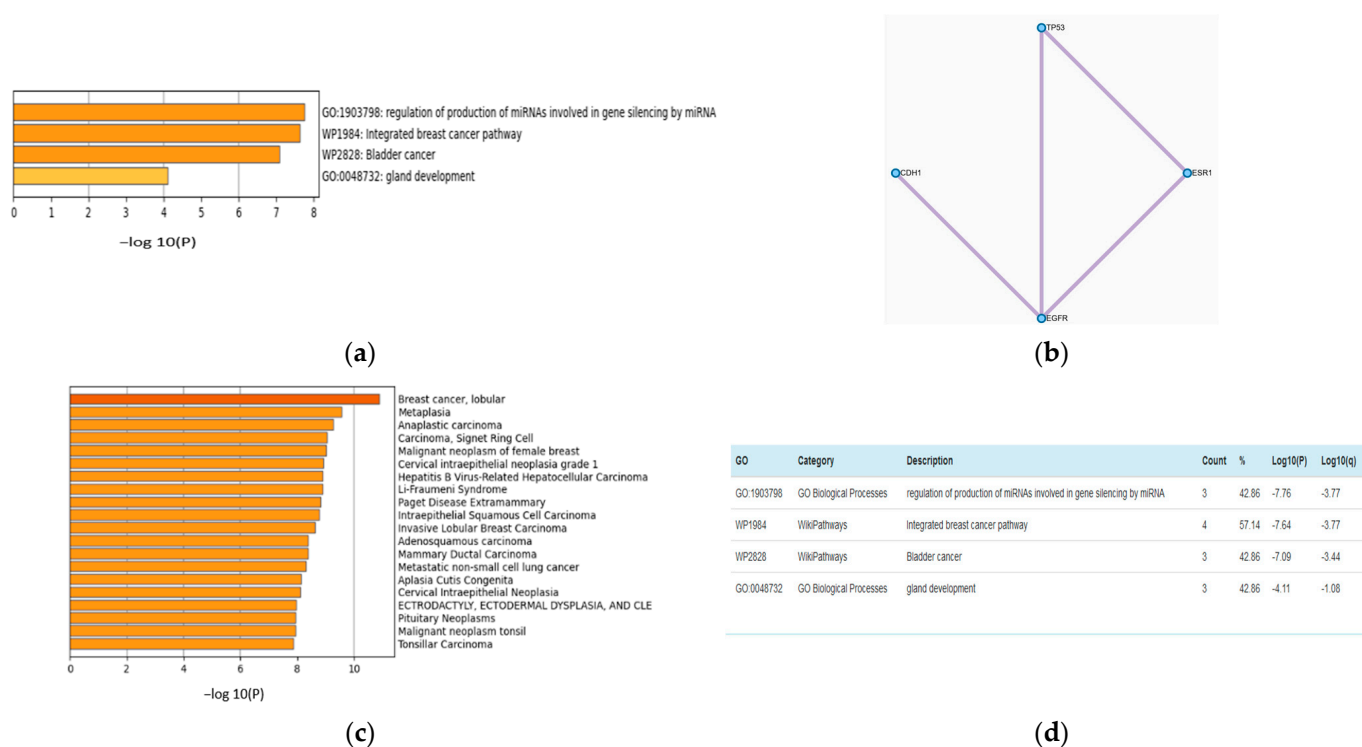 GO:1903798: regulation of production of miRNAs involved in gene silencing by miRNA
WP1984: Integrated breast cancer pathway
WP2828: Bladder cancer
GO:0048732: gland development
0 1 2 3 4 5 6 7 8
−log 10(P)
(a)
TP53
CDH1
ESR1
EGFR
(b)
Breast cancer, lobular
Metaplasia
Anaplastic carcinoma
Carcinoma, Signet Ring Cell
Malignant neoplasm of female breast
Cervical intraepithelial neoplasia grade 1
Hepatitis B Virus-Related Hepatocellular Carcinoma
Li-Fraumeni Syndrome
Paget Disease Extramammary
Intraepithelial Squamous Cell Carcinoma
Invasive Lobular Breast Carcinoma
Adenosquamous carcinoma
Mammary Ductal Carcinoma
Metastatic non-small cell lung cancer
Aplasia Cutis Congenita
Cervical Intraepithelial Neoplasia
ECTRODACTYLY, ECTODERMAL DYSPLASIA, AND CLE
Pituitary Neoplasms
Malignant neoplasm tonsil
Tonsillar Carcinoma
0 2 4 6 8 10
−log 10(P)
(c)
GO Category Description Count % Log10(P) Log10(q)
GO:1903798 GO Biological Processes regulation of production of miRNAs involved in gene silencing by miRNA 3 42.86 -7.76 -3.77
WP1984 WikiPathways Integrated breast cancer pathway 4 57.14 -7.64 -3.77
WP2828 WikiPathways Bladder cancer 3 42.86 -7.09 -3.44
GO:0048732 GO Biological Processes gland development 3 42.86 -4.11 -1.08
(d)